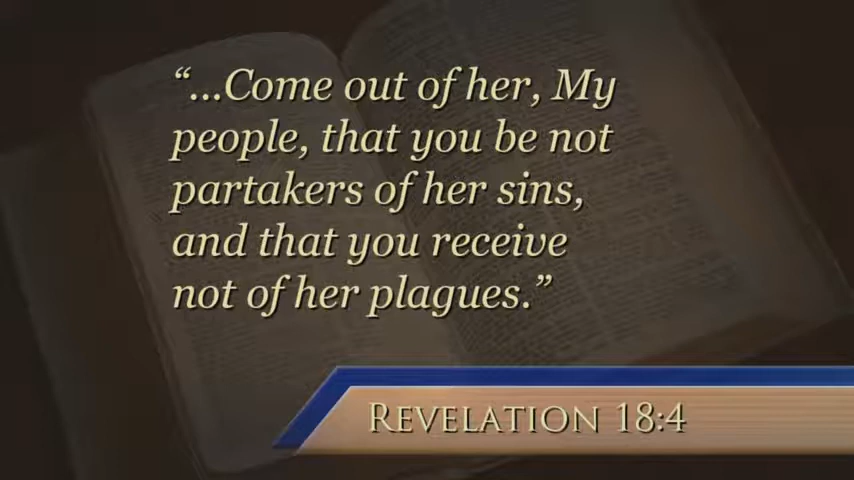 “...Come out of her, My
people, that you be not
partakers of her sins,
and that you receive
not of her plagues.”
REVELATION 18:4